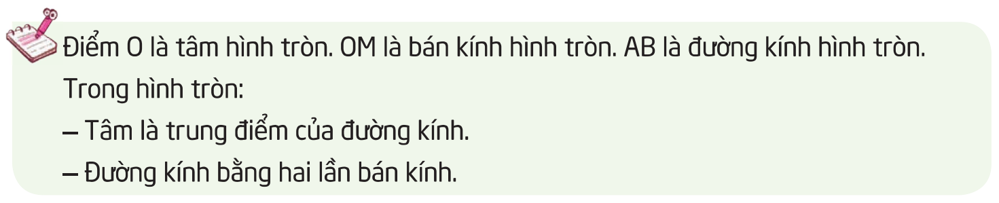 Điểm O là tâm hình tròn. OM là bán kính hình tròn. AB là đường kính hình tròn.
Trong hình tròn:
– Tâm là trung điểm của đường kính.
– Đường kính bằng hai lần bán kính.